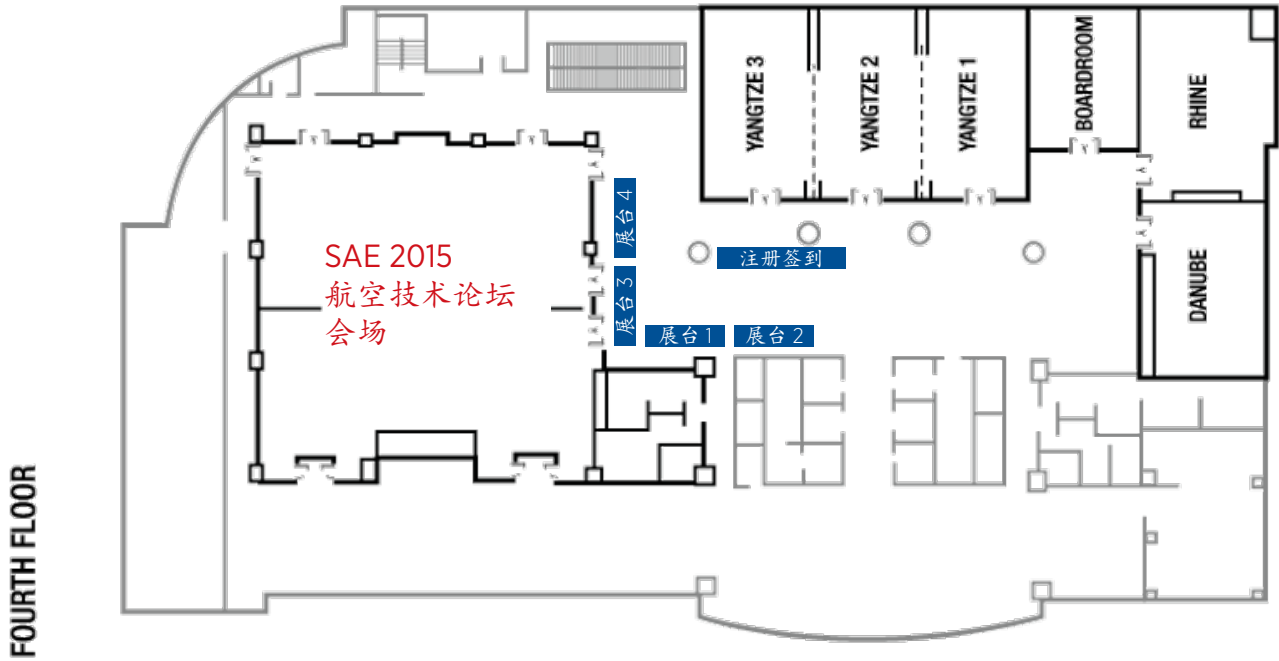 YANGTZE 3
YANGTZE 2
YANGTZE 1
BOARDROOM
RHINE
展台 4
SAE 2015
航空技术论坛
会场
注册签到
展台 3
DANUBE
展台 1
展台 2
FOURTH FLOOR